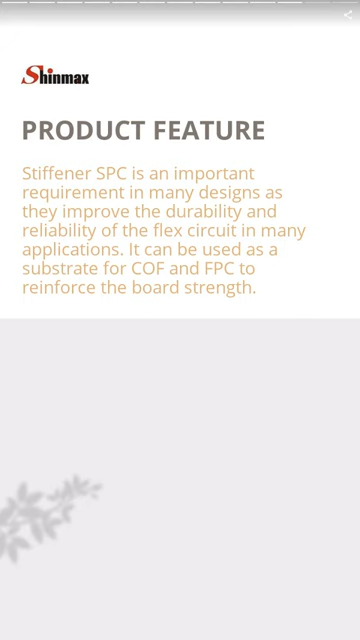 Shinmax
PRODUCT FEATURE
Stiffener SPC is an important
requirement in many designs as
they improve the durability and
reliability of the flex circuit in many
applications. It can be used as a
substrate for COF and FPC to
reinforce the board strength.